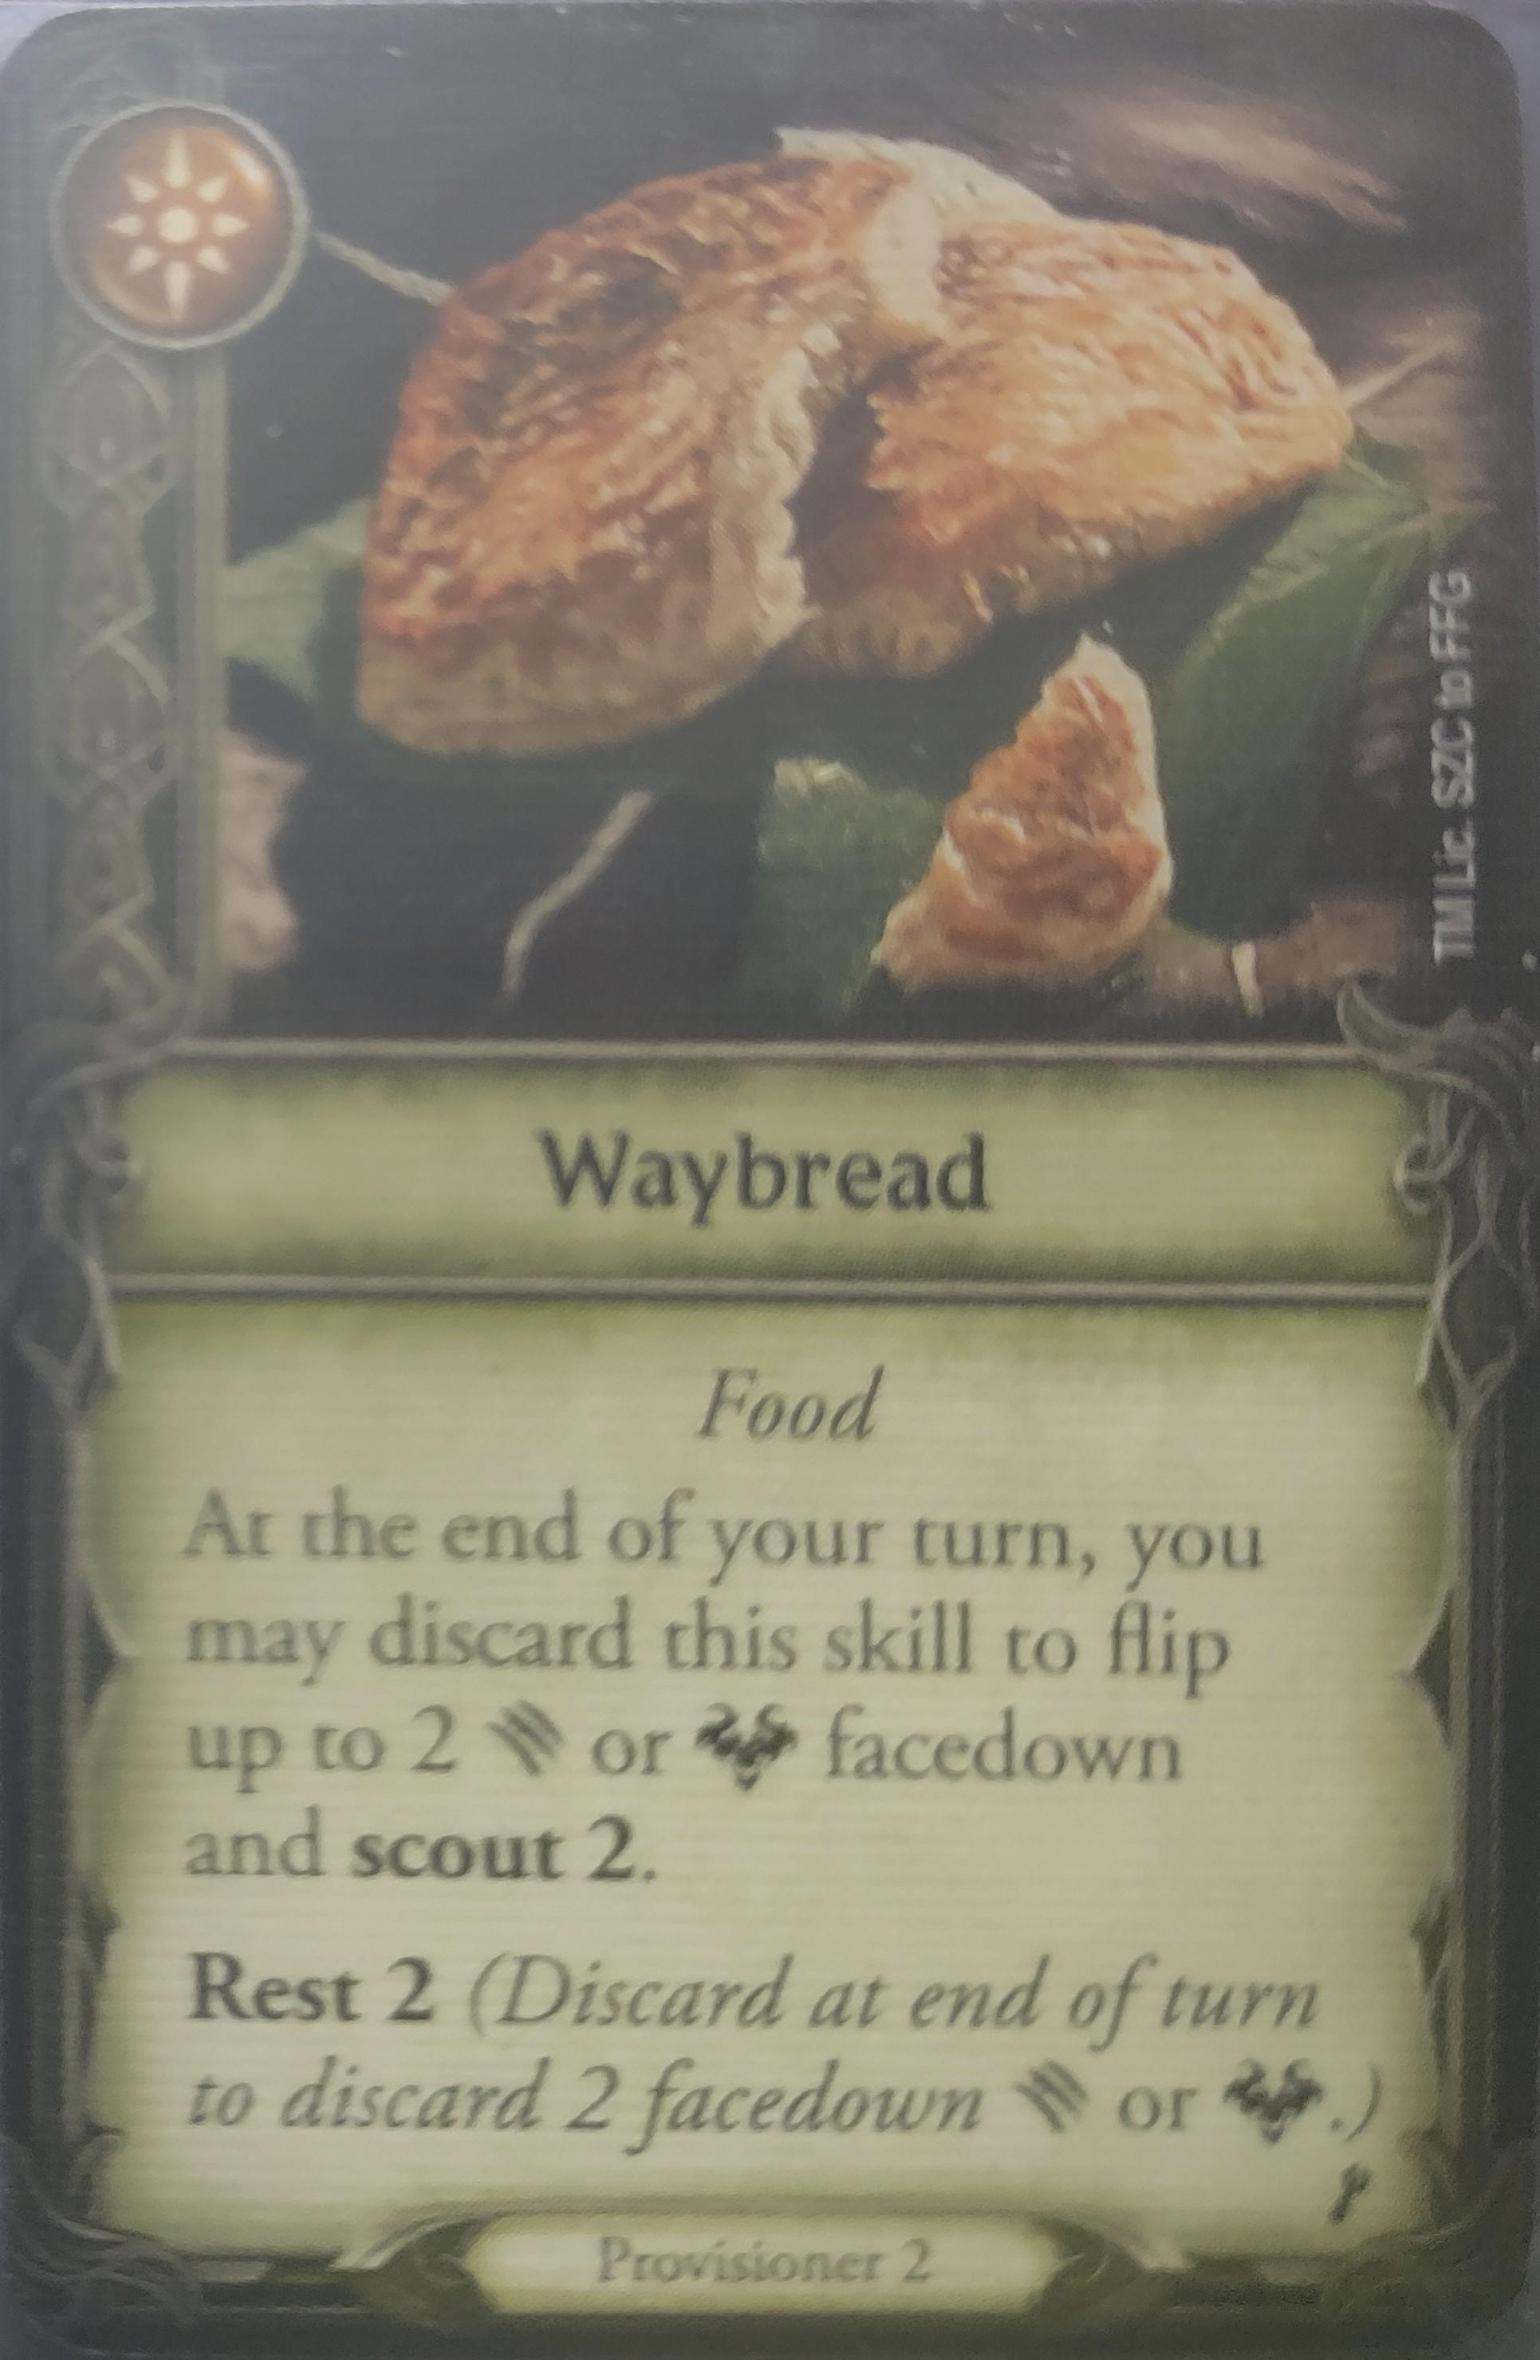 TM Lic. SZC to FFG
Waybread
Food
At the end of your turn, you
may discard this skill to flip
up to 2 or facedown
and scout 2.
Rest 2 (Discard at end of turn
to discard 2 facedown or .)
Provisioner 2